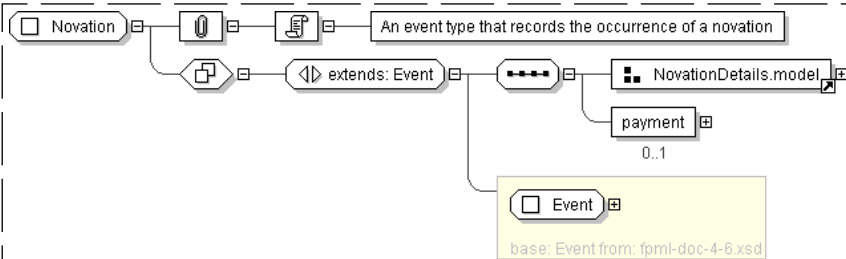 Novation
An event type that records the occurrence of a novation
extends: Event
NovationDetails.model
payment
0..1
Event
base: Event from: fpml-doc-4-6.xsd